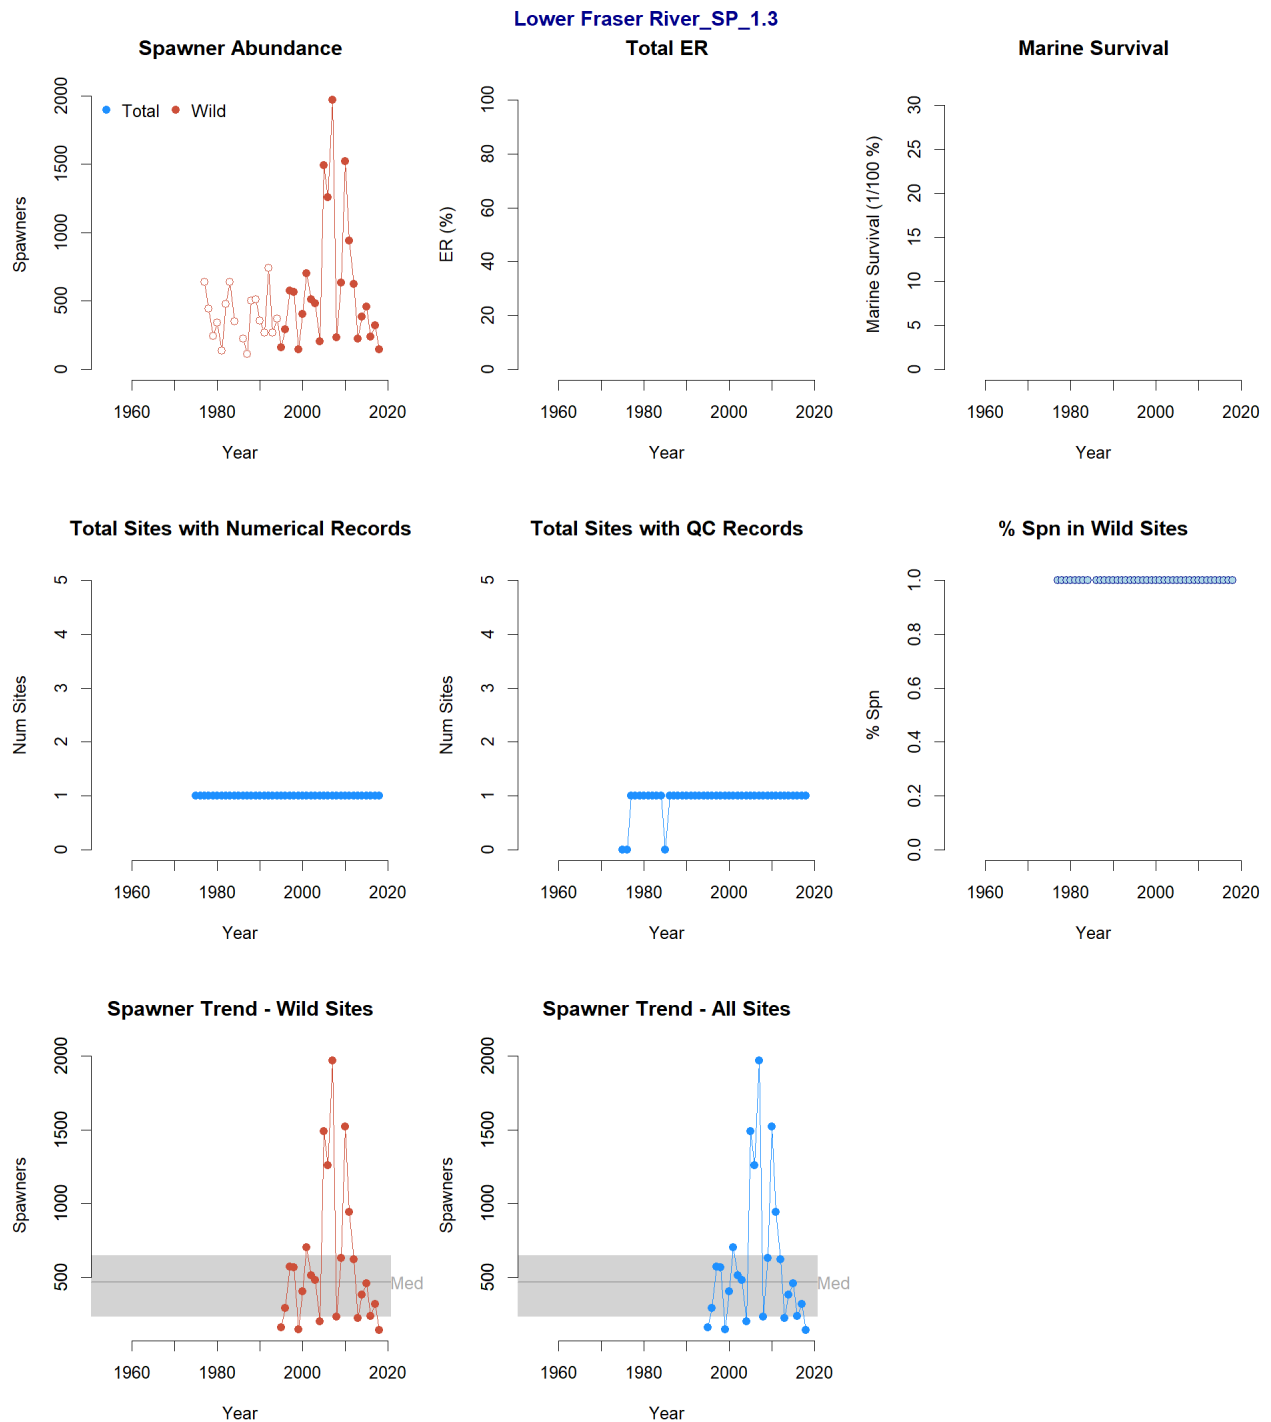 Lower Fraser River_SP_1.3
Spawner Abundance
Total ER
Marine Survival
Total Wild
Spawners
0 500 1000 1500 2000
1960 1980 2000 2020
Year
ER (%)
0 20 40 60 80 100
1960 1980 2000 2020
Year
Marine Survival (1/100 %)
0 5 10 15 20 25 30
1960 1980 2000 2020
Year
Total Sites with Numerical Records
Total Sites with QC Records
% Spn in Wild Sites
Num Sites
0 1 2 3 4 5
1960 1980 2000 2020
Year
Num Sites
0 1 2 3 4 5
1960 1980 2000 2020
Year
% Spn
0.0 0.2 0.4 0.6 0.8 1.0
1960 1980 2000 2020
Year
Spawner Trend - Wild Sites
Spawner Trend - All Sites
Spawners
500 1000 1500 2000
Med
1960 1980 2000 2020
Year
Spawners
500 1000 1500 2000
Med
1960 1980 2000 2020
Year